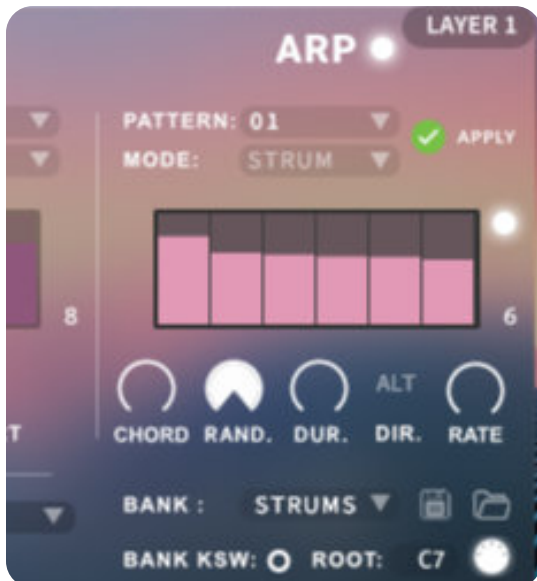 LAYER 1
ARP
PATTERN: 01
APPLY
MODE: STRUM
8
6
ALT
T CHORD RAND. DUR. DIR. RATE
BANK : STRUMS
BANK KSW: ROOT: C7